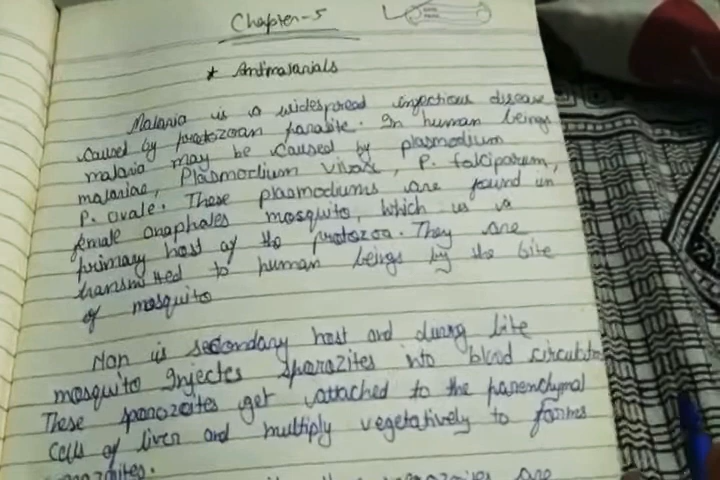 Chapter-5
* Antimalarials
Malaria is a widespread infectious disease
caused by protozoan parasite. In human beings
malaria may be caused by plasmodium
malariae, Plasmodium vivax, P. falciparum,
P. ovale. These plasmodiums are found in
female anapholes mosquito, which is a
primary host of the protozoa. They are
transmitted to human beings by the bite
of mosquito
Man is secondary host and during bite
mosquito Injectes sporozites into blood circulation
These sporozoites get attached to the parenchymal
cells of liver and multiply vegetatively to forms
are